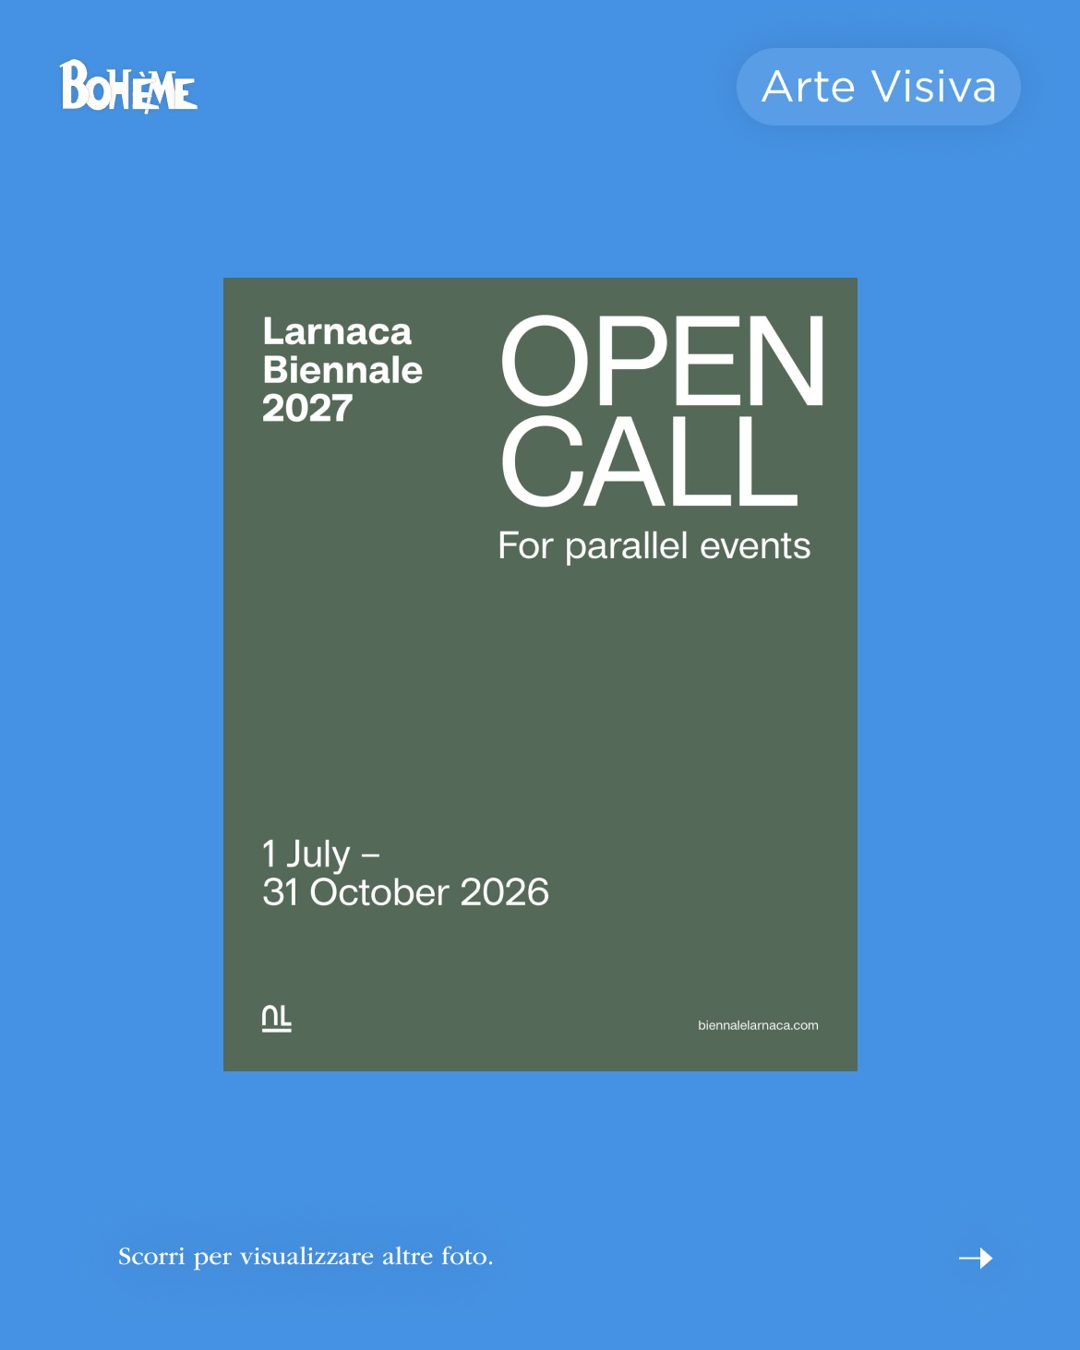 BOHÈME
Arte Visiva
Larnaca
Biennale
2027
OPEN
CALL
For parallel events
1 July –
31 October 2026
biennalelarnaca.com
Scorri per visualizzare altre foto.